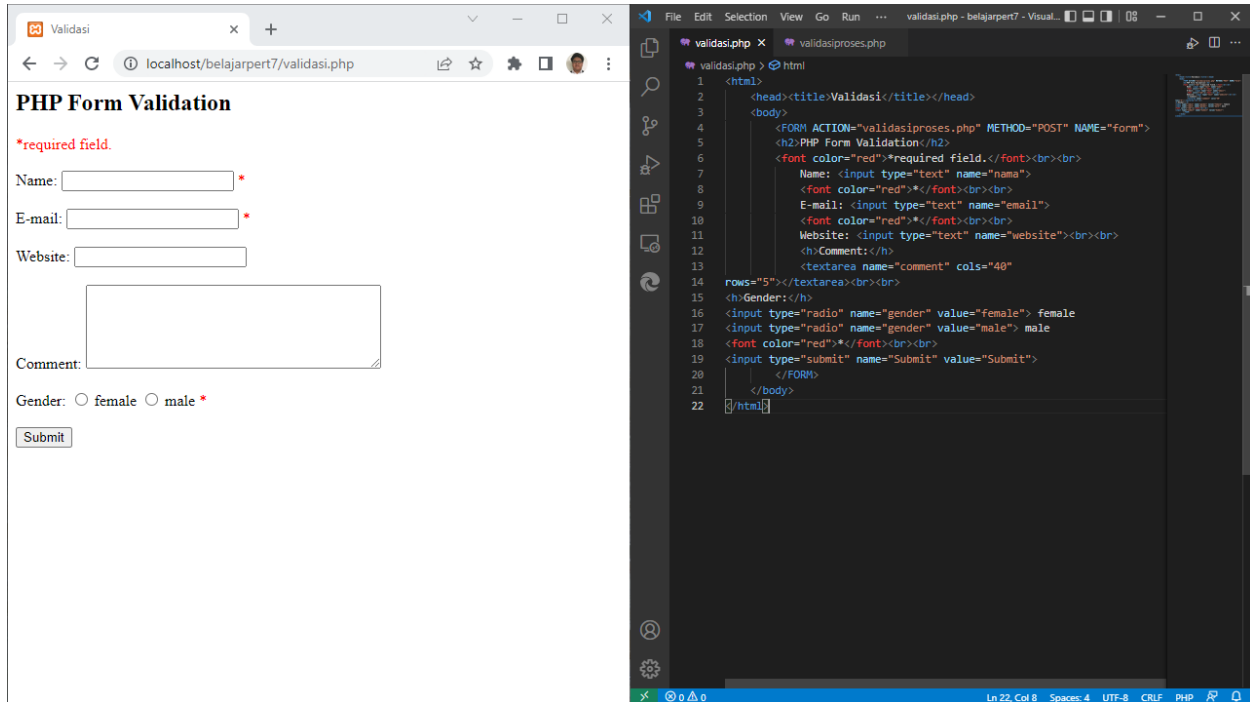 Validasi
localhost/belajarpert7/validasi.php
PHP Form Validation
*required field.
Name: *
E-mail: *
Website:
Comment:
Gender: female male *
Submit
File Edit Selection View Go Run ··· validasi.php - belajarpert7 - Visual...
validasi.php validasiproses.php
validasi.php > html
1 <html>
2 <head><title>Validasi</title></head>
3 <body>
4 <FORM ACTION="validasiproses.php" METHOD="POST" NAME="form">
5 <h2>PHP Form Validation</h2>
6 <font color="red">*required field.</font><br><br>
7 Name: <input type="text" name="nama">
8 <font color="red">*</font><br><br>
9 E-mail: <input type="text" name="email">
10 <font color="red">*</font><br><br>
11 Website: <input type="text" name="website"><br><br>
12 <h>Comment:</h>
13 <textarea name="comment" cols="40"
14 rows="5"></textarea><br><br>
15 <h>Gender:</h>
16 <input type="radio" name="gender" value="female"> female
17 <input type="radio" name="gender" value="male"> male
18 <font color="red">*</font><br><br>
19 <input type="submit" name="Submit" value="Submit">
20 </FORM>
21 </body>
22 </html>
0 0 Ln 22, Col 8 Spaces: 4 UTF-8 CRLF PHP